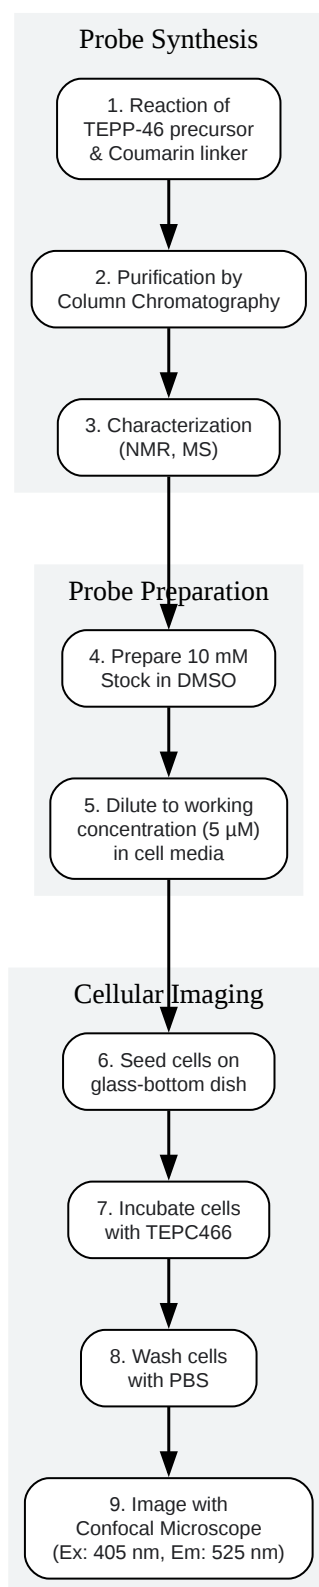 Probe Synthesis
1. Reaction of
TEPP-46 precursor
& Coumarin linker
2. Purification by
Column Chromatography
3. Characterization
(NMR, MS)
Probe Preparation
4. Prepare 10 mM
Stock in DMSO
5. Dilute to working
concentration (5 µM)
in cell media
Cellular Imaging
6. Seed cells on
glass-bottom dish
7. Incubate cells
with TEPC466
8. Wash cells
with PBS
9. Image with
Confocal Microscope
(Ex: 405 nm, Em: 525 nm)